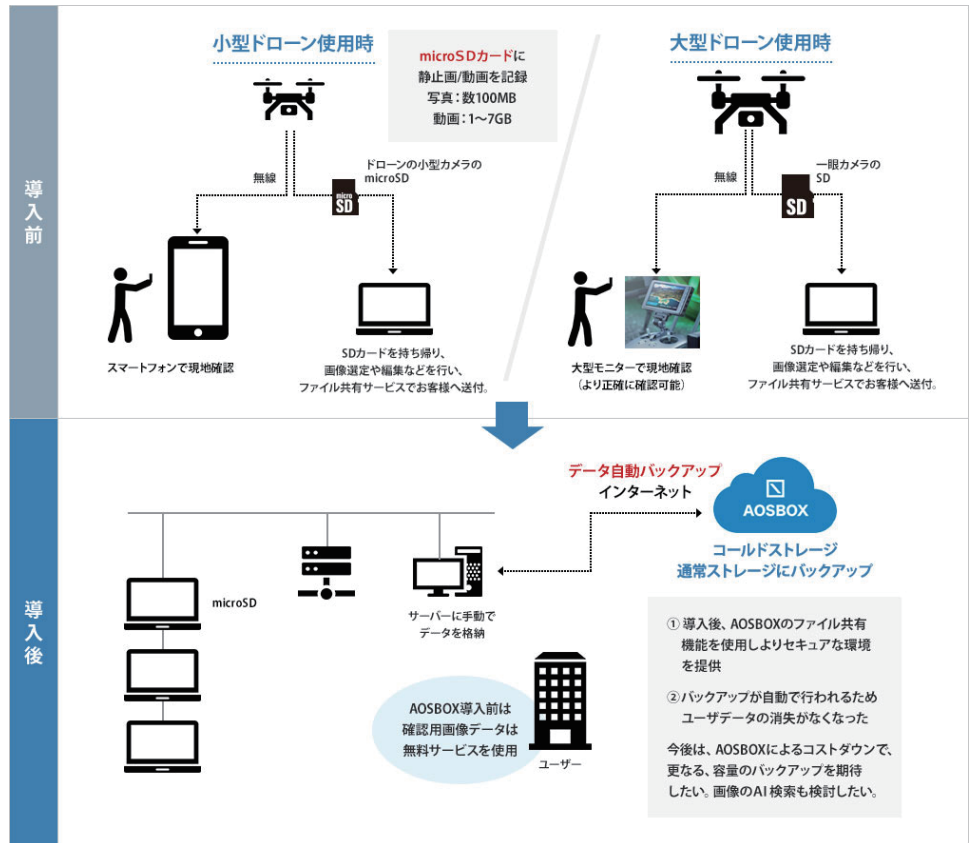 導入前
小型ドローン使用時
microSDカードに
静止画/動画を記録
写真：数100MB
動画：1〜7GB
大型ドローン使用時
無線
ドローンの小型カメラの
microSD
micro
SD
無線
一眼カメラの
SD
SD
スマートフォンで現地確認
SDカードを持ち帰り、
画像選定や編集などを行い、
ファイル共有サービスでお客様へ送付。
大型モニターで現地確認
（より正確に確認可能）
SDカードを持ち帰り、
画像選定や編集などを行い、
ファイル共有サービスでお客様へ送付。
導入後
データ自動バックアップ
インターネット
AOSBOX
コールドストレージ
通常ストレージにバックアップ
microSD
サーバーに手動で
データを格納
AOSBOX導入前は
確認用画像データは
無料サービスを使用
ユーザー
① 導入後、AOSBOXのファイル共有
機能を使用しよりセキュアな環境
を提供
②バックアップが自動で行われるため
ユーザデータの消失がなくなった
今後は、AOSBOXによるコストダウンで、
更なる、容量のバックアップを期待
したい。画像のAI検索も検討したい。